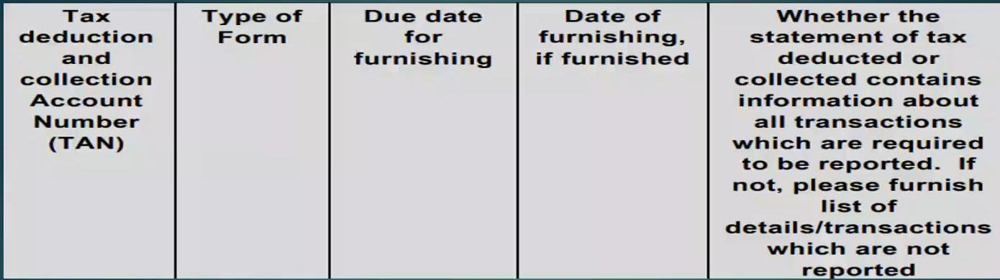 Tax
deduction
and
collection
Account
Number
(TAN)
Type of
Form
Due date
for
furnishing
Date of
furnishing,
if furnished
Whether the
statement of tax
deducted or
collected contains
information about
all transactions
which are required
to be reported. If
not, please furnish
list of
details/transactions
which are not
reported